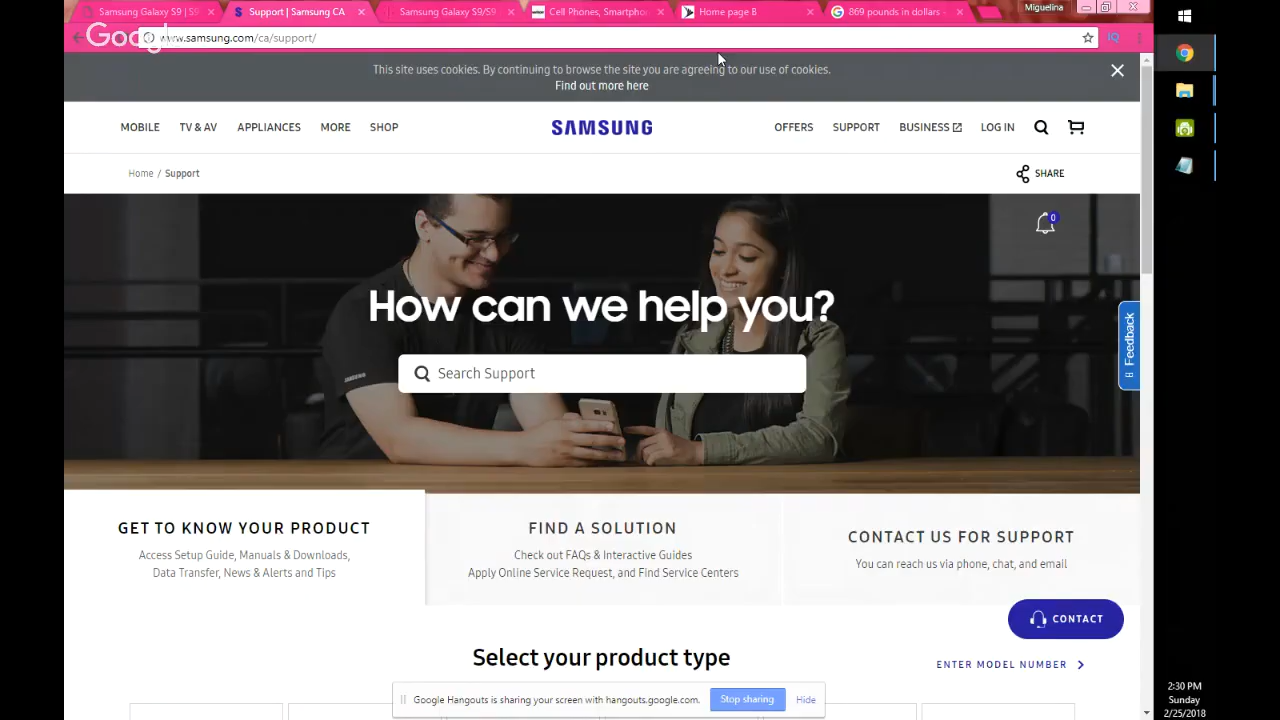 Samsung Galaxy S9 | S9
Support | Samsung CA
Samsung Galaxy S9/S9
Cell Phones, Smartpho
Home page B
869 pounds in dollars -
Miguelina
Google
www.samsung.com/ca/support/
IQ
This site uses cookies. By continuing to browse the site you are agreeing to our use of cookies.
Find out more here
MOBILE TV & AV APPLIANCES MORE SHOP
SAMSUNG
OFFERS SUPPORT BUSINESS LOG IN
Home / Support
SHARE
0
How can we help you?
Search Support
Feedback
GET TO KNOW YOUR PRODUCT
Access Setup Guide, Manuals & Downloads,
Data Transfer, News & Alerts and Tips
FIND A SOLUTION
Check out FAQs & Interactive Guides
Apply Online Service Request, and Find Service Centers
CONTACT US FOR SUPPORT
You can reach us via phone, chat, and email
CONTACT
Select your product type
ENTER MODEL NUMBER
Google Hangouts is sharing your screen with hangouts.google.com.
Stop sharing
Hide
2:30 PM
Sunday
2/25/2018